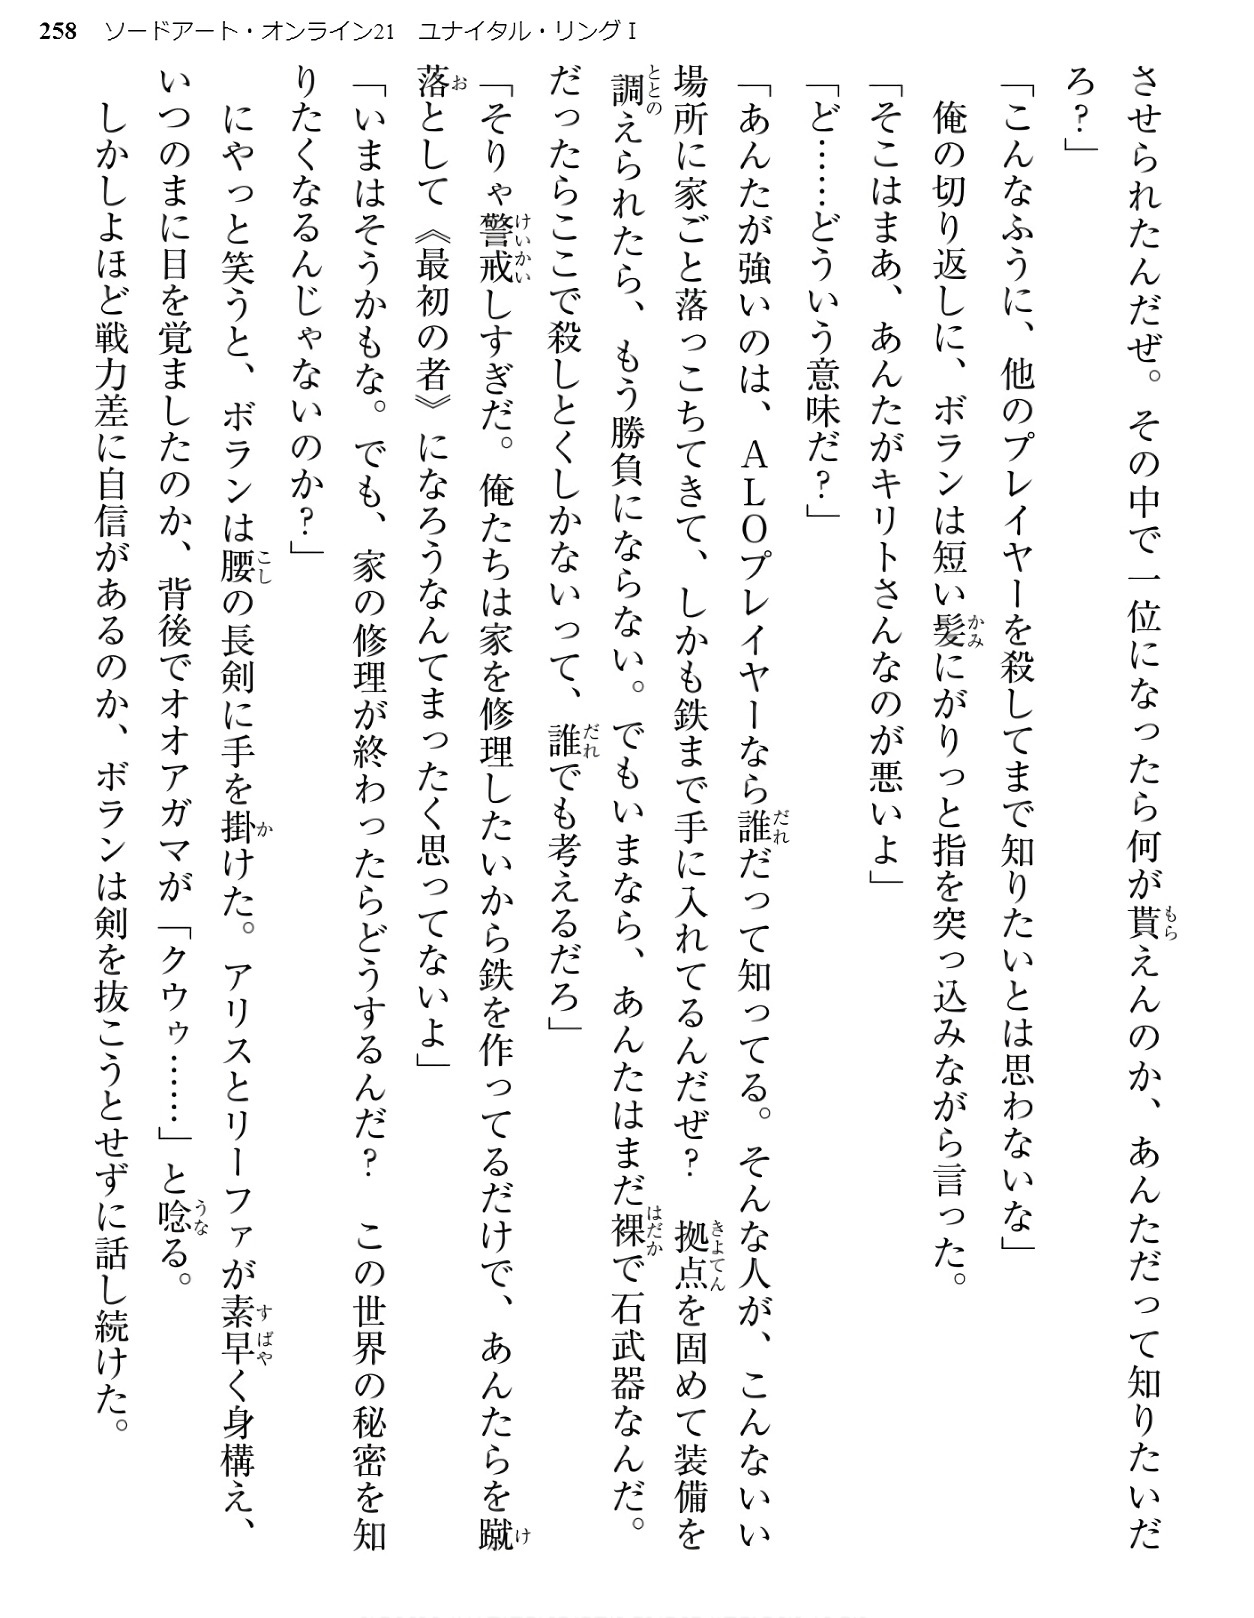 258 ソードアート・オンライン21 ユナイタル・リングⅠ
させられたんだぜ。その中で一位になったら何が貰えんのか、あんただって知りたいだ
ろ？」
「こんなふうに、他のプレイヤーを殺してまで知りたいとは思わないな」
　俺の切り返しに、ボランは短い髪にがりっと指を突っ込みながら言った。
「そこはまあ、あんたがキリトさんなのが悪いよ」
「ど……どういう意味だ？」
「あんたが強いのは、ＡＬＯプレイヤーなら誰だって知ってる。そんな人が、こんないい
場所に家ごと落っこちてきて、しかも鉄まで手に入れてるんだぜ？　拠点を固めて装備を
調えられたら、もう勝負にならない。でもいまなら、あんたはまだ裸で石武器なんだ。
だったらここで殺しとくしかないって、誰でも考えるだろ」
「そりゃ警戒しすぎだ。俺たちは家を修理したいから鉄を作ってるだけで、あんたらを蹴
落として《最初の者》になろうなんてまったく思ってないよ」
「いまはそうかもな。でも、家の修理が終わったらどうするんだ？　この世界の秘密を知
りたくなるんじゃないのか？」
　にやっと笑うと、ボランは腰の長剣に手を掛けた。アリスとリーファが素早く身構え、
いつのまに目を覚ましたのか、背後でオオアガマが「クウゥ……」と唸る。
　しかしよほど戦力差に自信があるのか、ボランは剣を抜こうとせずに話し続けた。